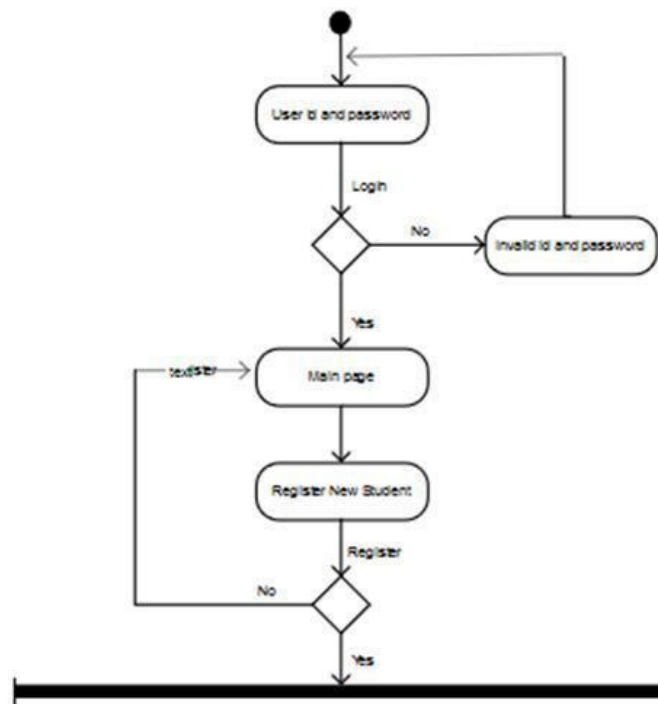 User id and password
Login
No
Invalid id and password
Yes
Main page
Register New Student
Register
No
Yes